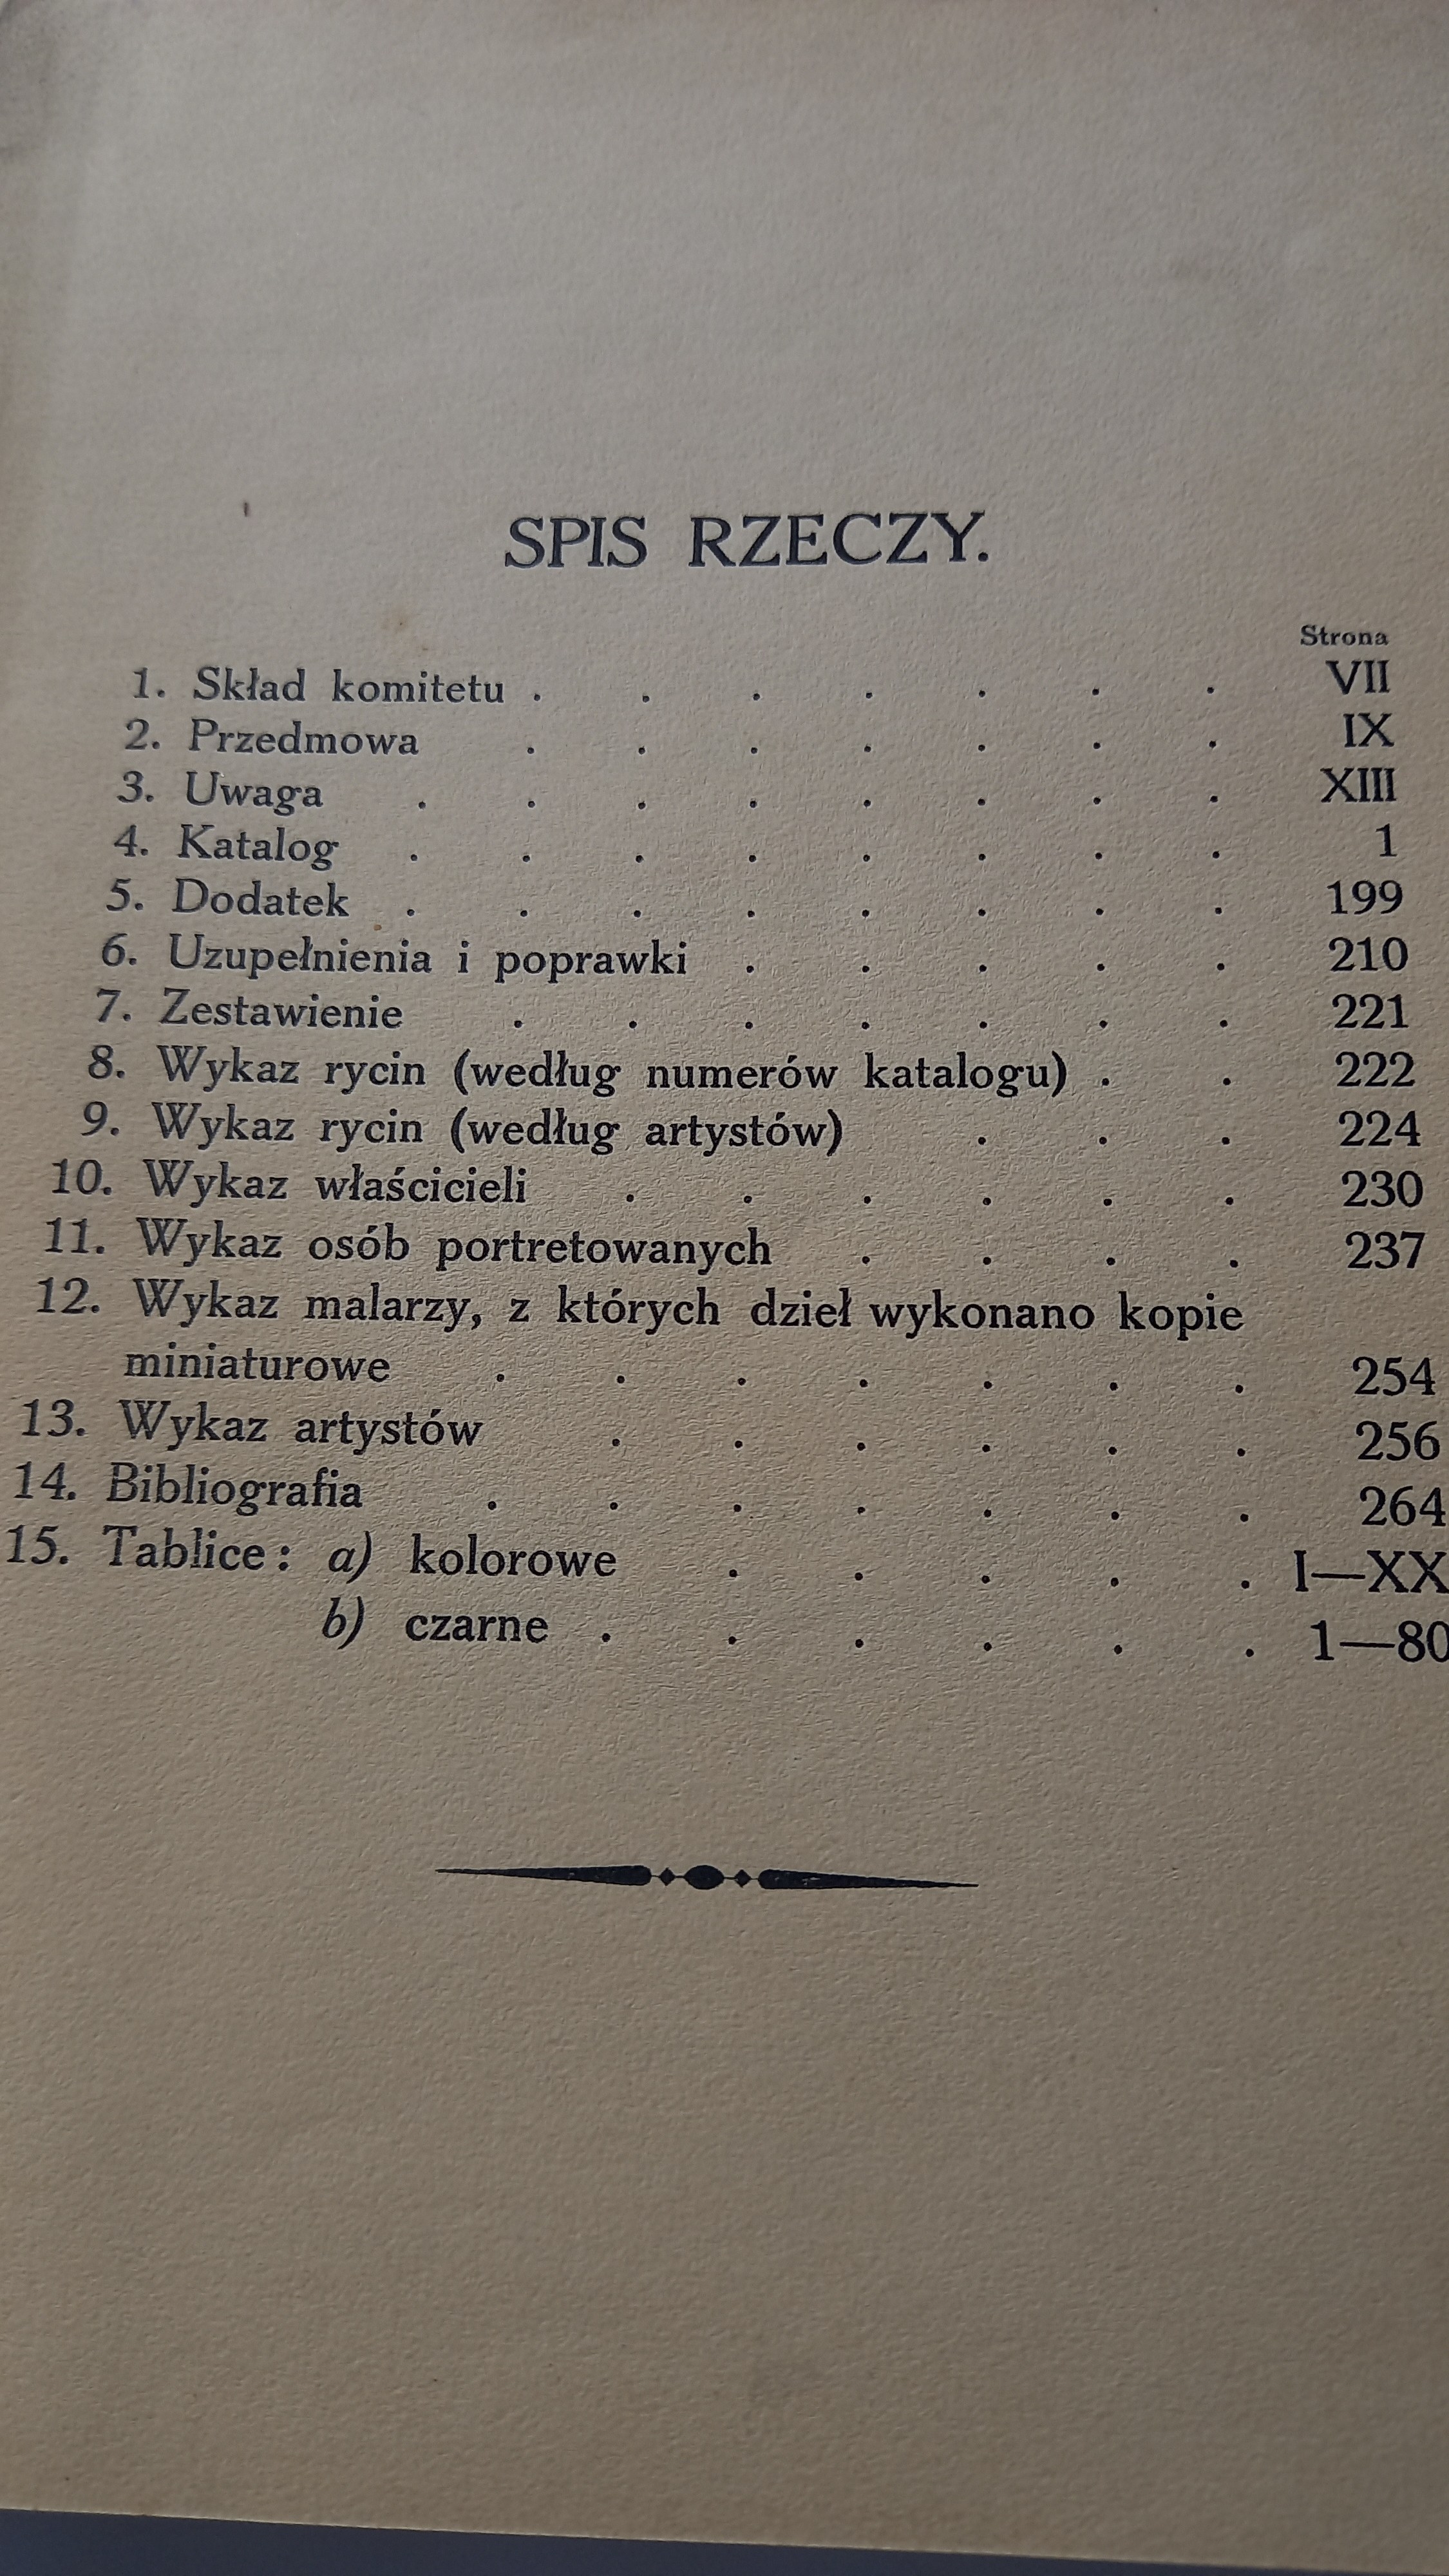 SPIS RZECZY.
Strona
1. Skład komitetu . . . . . . . VII
2. Przedmowa . . . . . . . IX
3. Uwaga . . . . . . . . XIII
4. Katalog . . . . . . . . 1
5. Dodatek . . . . . . . . 199
6. Uzupełnienia i poprawki . . . . . 210
7. Zestawienie . . . . . . . 221
8. Wykaz rycin (według numerów katalogu) . . 222
9. Wykaz rycin (według artystów) . . . 224
10. Wykaz właścicieli . . . . . . 230
11. Wykaz osób portretowanych . . . . 237
12. Wykaz malarzy, z których dzieł wykonano kopie
miniaturowe . . . . . . . 254
13. Wykaz artystów . . . . . . 256
14. Bibliografia . . . . . . . 264
15. Tablice: a) kolorowe . . . . . I—XX
b) czarne . . . . . . 1—80